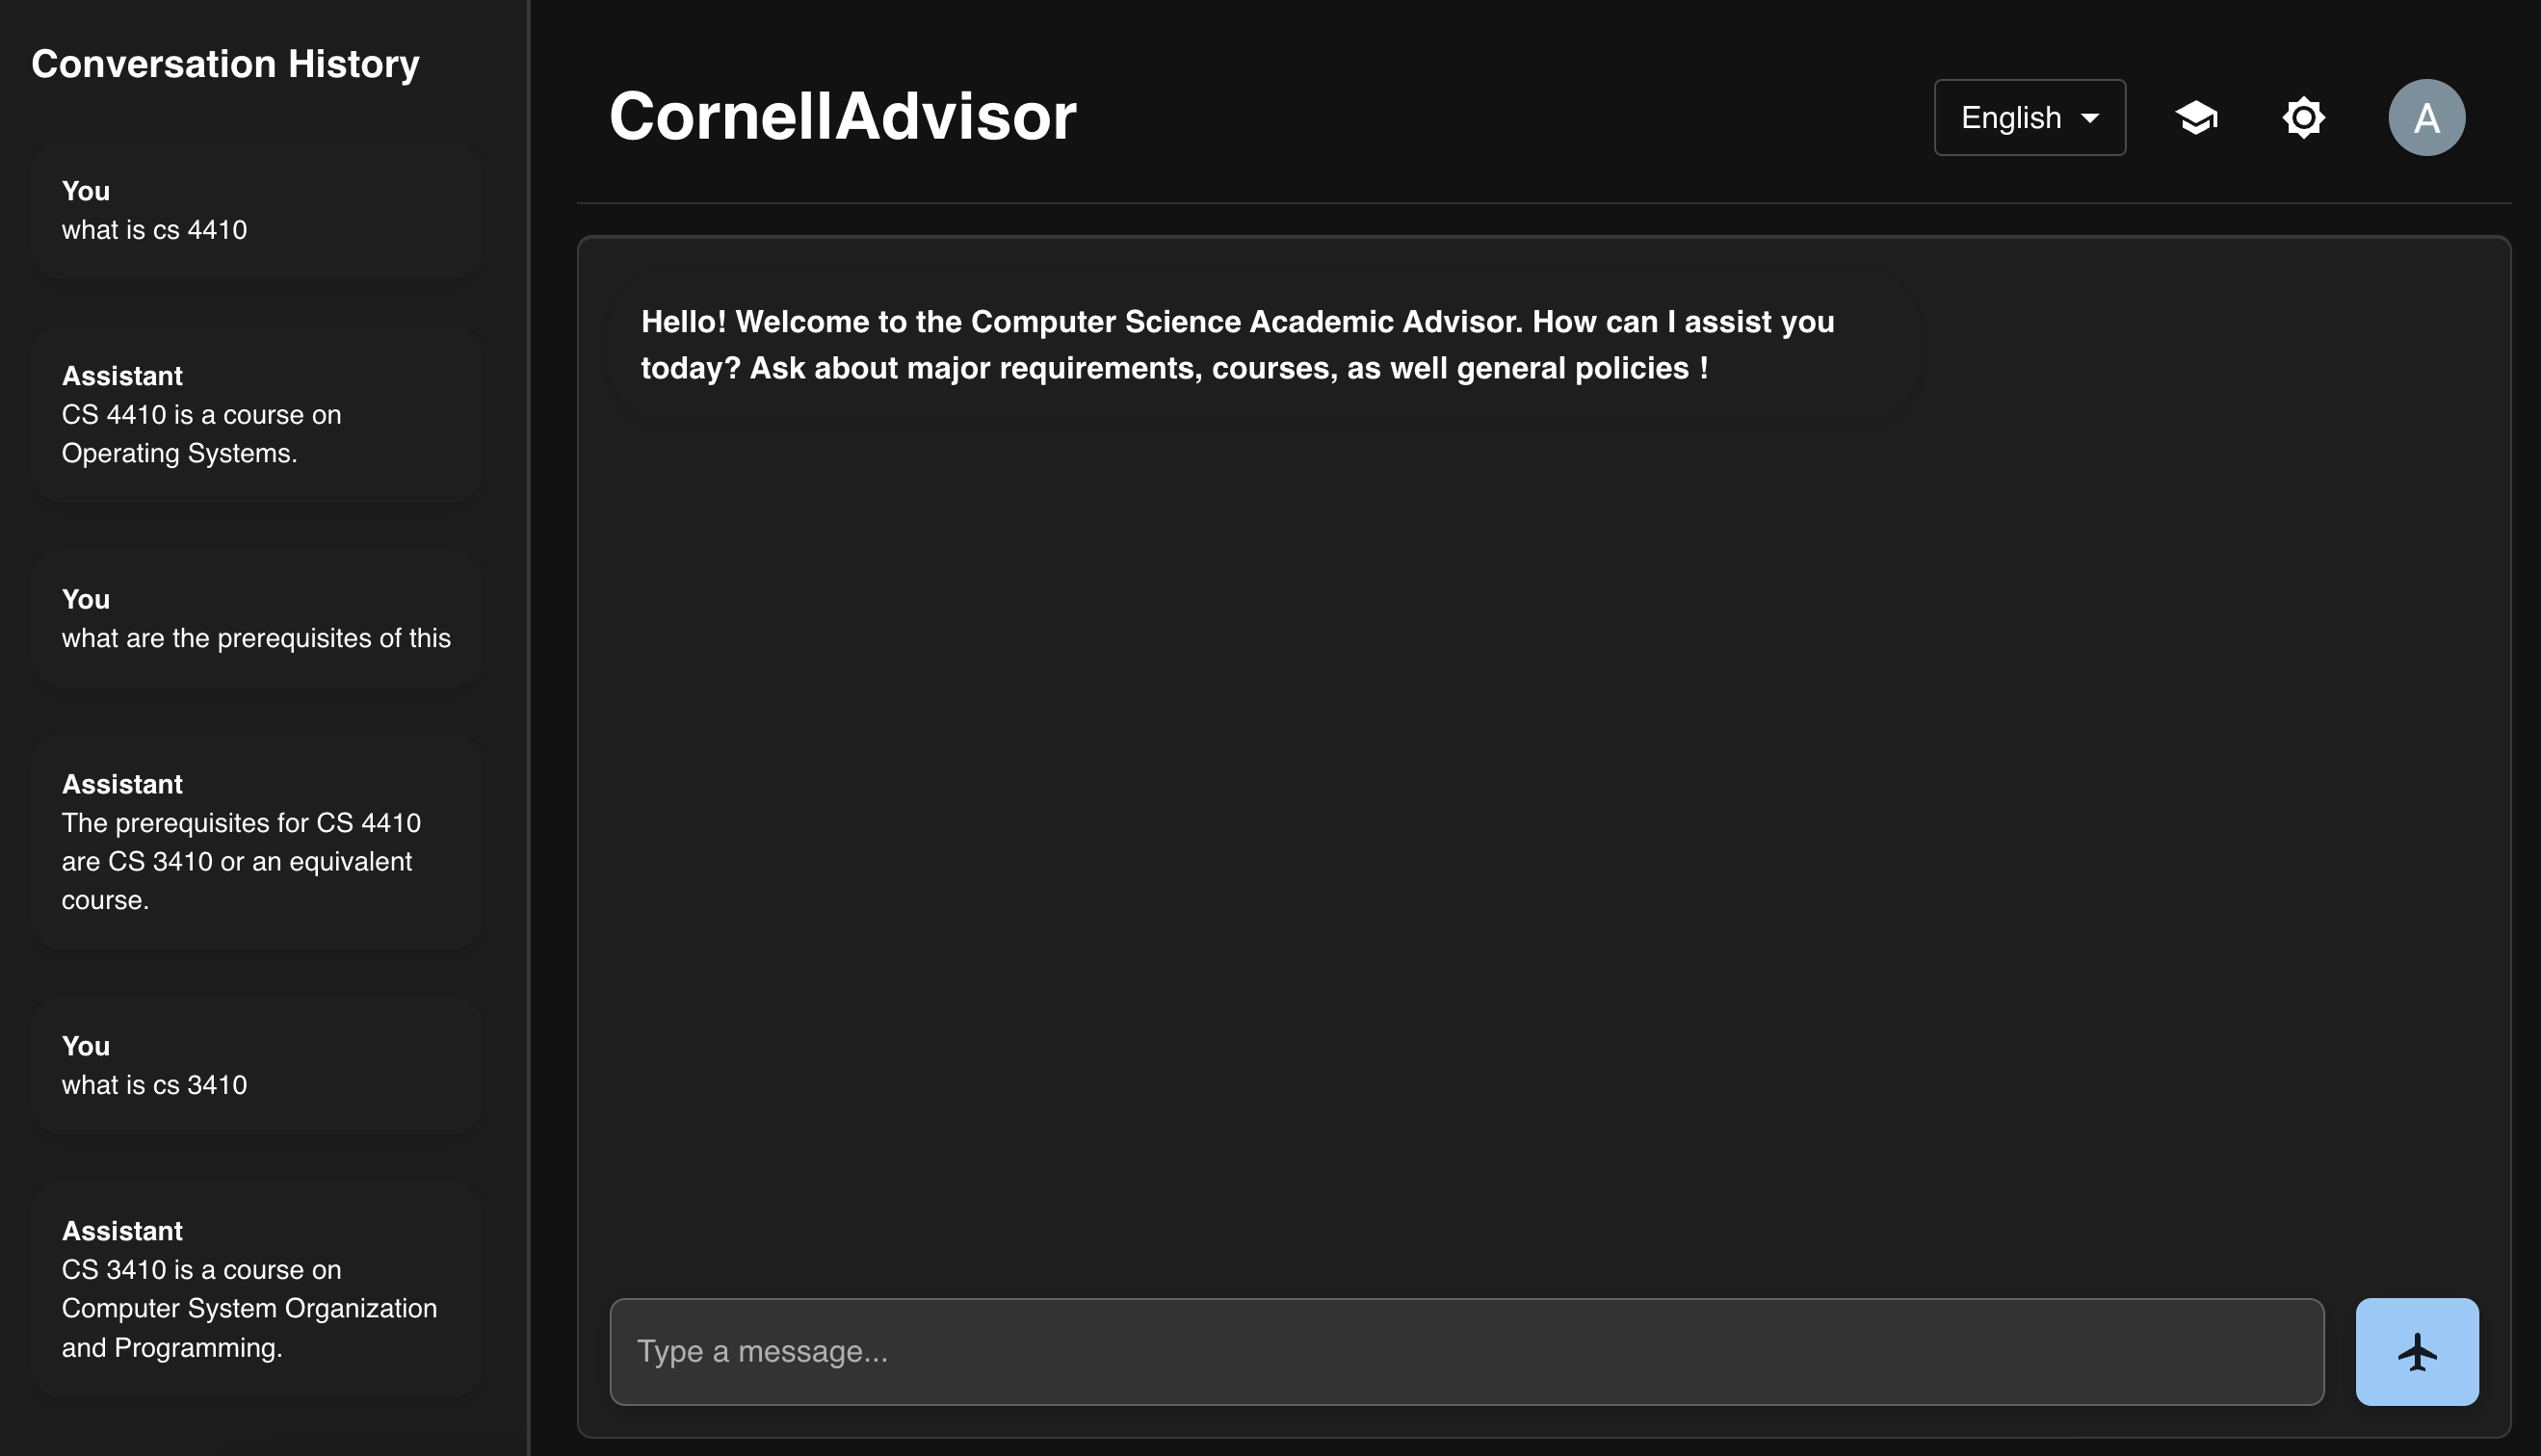 Conversation History
You
what is cs 4410
Assistant
CS 4410 is a course on
Operating Systems.
You
what are the prerequisites of this
Assistant
The prerequisites for CS 4410
are CS 3410 or an equivalent
course.
You
what is cs 3410
Assistant
CS 3410 is a course on
Computer System Organization
and Programming.
CornellAdvisor
English
A
Hello! Welcome to the Computer Science Academic Advisor. How can I assist you
today? Ask about major requirements, courses, as well general policies !
Type a message...